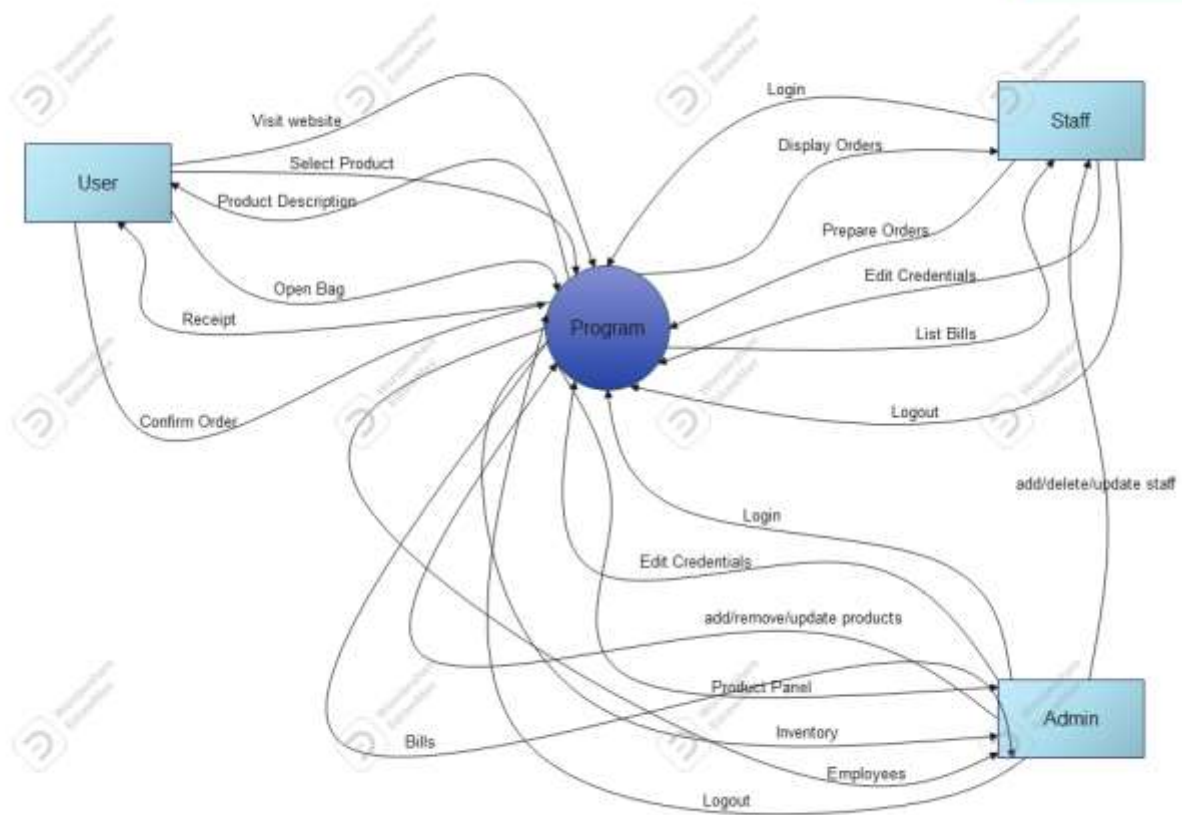 Visit website
Login
Staff
Select Product
Display Orders
User
Product Description
Prepare Orders
Edit Credentials
Open Bag
Receipt
Program
List Bills
Confirm Order
Logout
add/delete/update staff
Login
Edit Credentials
add/remove/update products
Product Panel
Admin
Inventory
Bills
Employees
Logout